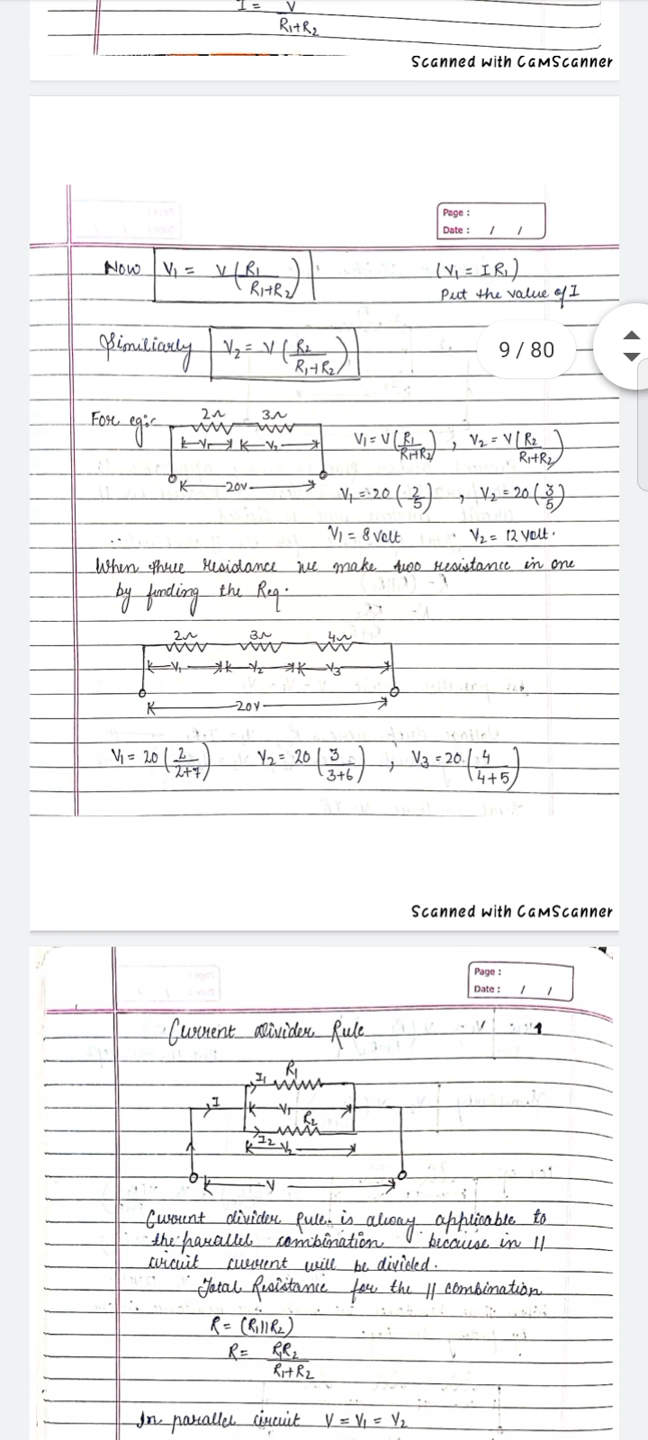 I = V
R₁+R₂
Scanned with CamScanner
Page :
Date : / /
Now V₁ = V(R₁/R₁+R₂) (V₁ = IR₁)
Put the value of I
Similiarly V₂ = V(R₂/R₁+R₂)
9 / 80
For eg:-
2Ω 3Ω
V₁ V₂
20V
V₁ = V(R₁/R₁+R₂) , V₂ = V(R₂/R₁+R₂)
V₁ = 20(2/5) , V₂ = 20(3/5)
∴ V₁ = 8 Volt V₂ = 12 Volt.
When three residance we make two resistance in one
by finding the Req.
2Ω 3Ω 4Ω
V₁ V₂ V₃
20V
V₁ = 20(2/2+7) V₂ = 20(3/3+6) , V₃ = 20(4/4+5)
Scanned with CamScanner
Page :
Date : / /
Current divider Rule
I I₁ R₁
V₁
R₂
I₂ V₂
V
Current divider Rule is alway applicable to
the parallel combination because in ||
circuit current will be divided.
Total Resistance for the || combination
R = (R₁||R₂)
R = R₁R₂
R₁+R₂
In parallel circuit V = V₁ = V₂